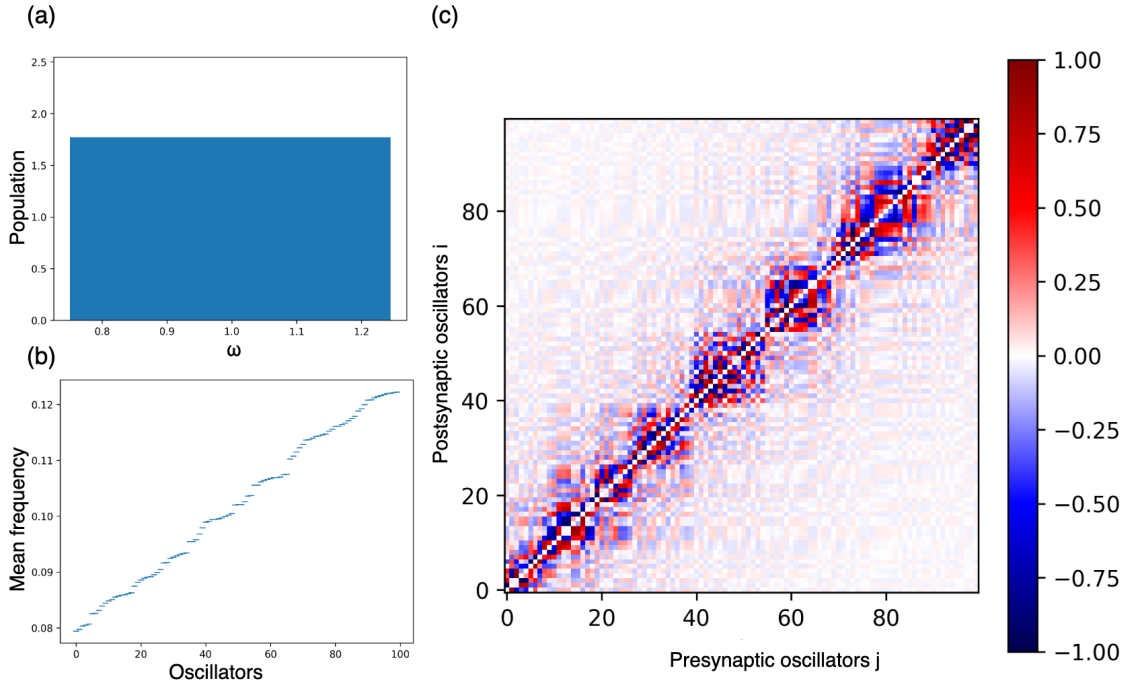 (a)
2.5
2.0
1.5
1.0
0.5
0.0
Population
0.8 0.9 1.0 1.1 1.2
ω
(b)
0.12
0.11
0.10
0.09
0.08
Mean frequency
0 20 40 60 80 100
Oscillators
(c)
80
60
40
20
0
Postsynaptic oscillators i
0 20 40 60 80
Presynaptic oscillators j
1.00
0.75
0.50
0.25
0.00
−0.25
−0.50
−0.75
−1.00